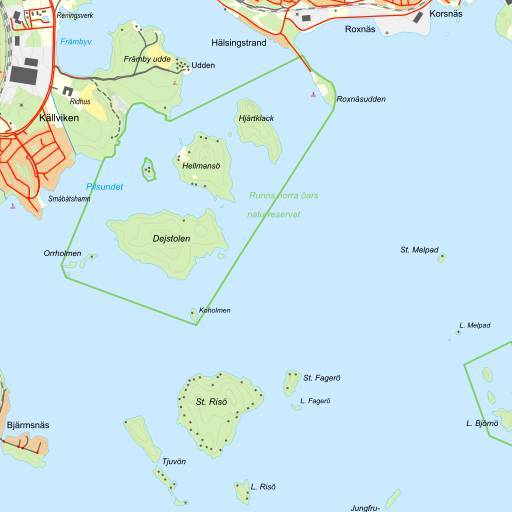 Rerringsverk
Korsnäs
Roxnäs
Främbyv.
Hälsingstrand
Främby udde
Udden
Ridhus
Roxnäsudden
Källviken
Hjärtklack
Hellmansö
Pilsundet
Runns norra öars
naturreservat
Småbåtshamn
Dejstolen
Orrholmen
St. Melpad
Koholmen
L. Melpad
St. Fagerö
St. Risö
L. Fagerö
Bjärmsnäs
L. Björnö
Tjuvön
L. Risö
Jungfru-